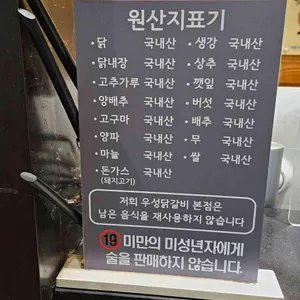 원산지표기
· 닭 국내산 · 생강 국내산
· 닭내장 국내산 · 상추 국내산
· 고추가루 국내산 · 깻잎 국내산
· 양배추 국내산 · 버섯 국내산
· 고구마 국내산 · 배추 국내산
· 양파 국내산 · 무 국내산
· 마늘 국내산 · 쌀 국내산
· 돈가스 국내산
(돼지고기)
저희 우성닭갈비 본점은
남은 음식을 재사용하지 않습니다
19 미만의 미성년자에게
술을 판매하지 않습니다.